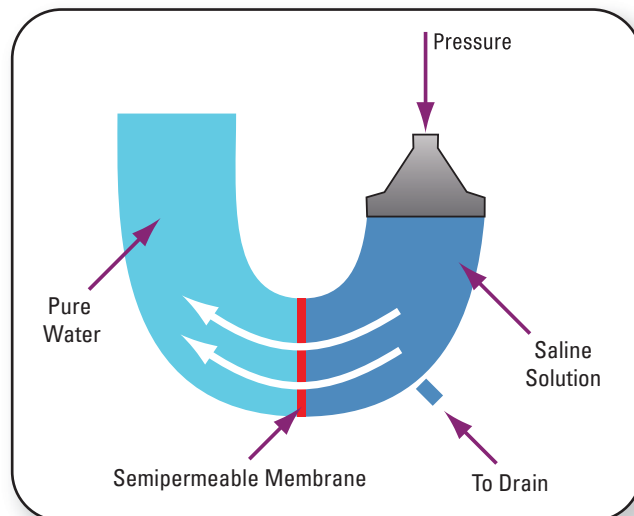 Pressure
Pure
Water
Saline
Solution
Semipermeable Membrane
To Drain